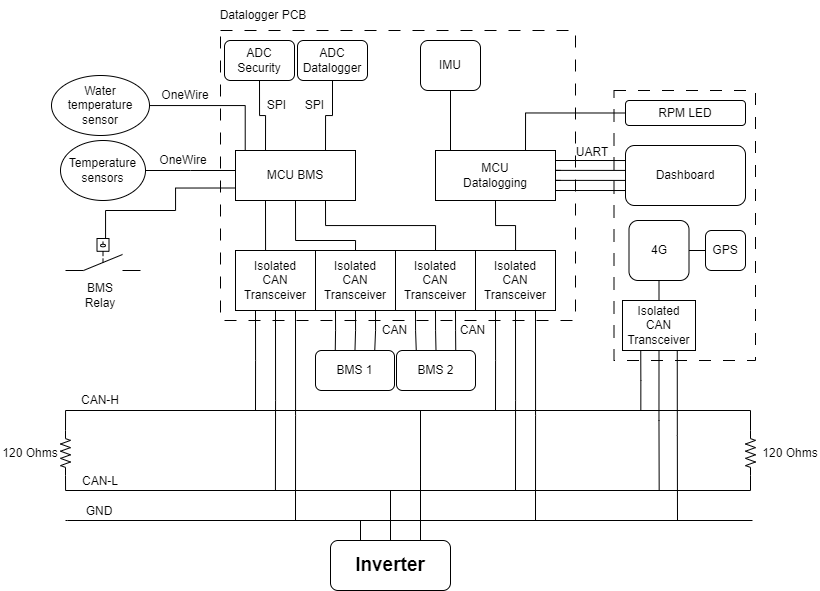 Datalogger PCB
ADC
Security
ADC
Datalogger
IMU
Water
temperature
sensor
OneWire
SPI
SPI
RPM LED
Temperature
sensors
OneWire
MCU BMS
MCU
Datalogging
UART
Dashboard
4G
GPS
BMS
Relay
Isolated
CAN
Transceiver
Isolated
CAN
Transceiver
Isolated
CAN
Transceiver
Isolated
CAN
Transceiver
Isolated
CAN
Transceiver
CAN
CAN
BMS 1
BMS 2
CAN-H
120 Ohms
120 Ohms
CAN-L
GND
Inverter